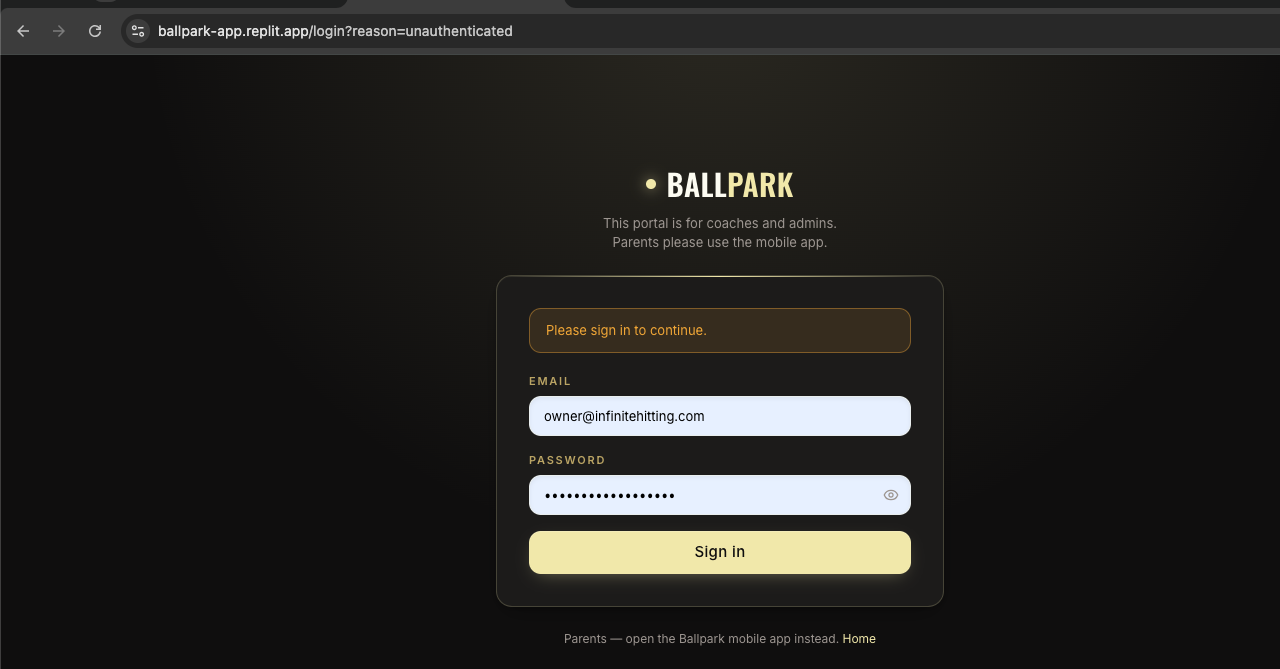 ballpark-app.replit.app/login?reason=unauthenticated
BALLPARK
This portal is for coaches and admins.
Parents please use the mobile app.
Please sign in to continue.
EMAIL
owner@infinitehitting.com
PASSWORD
••••••••••••••••••
Sign in
Parents — open the Ballpark mobile app instead. Home